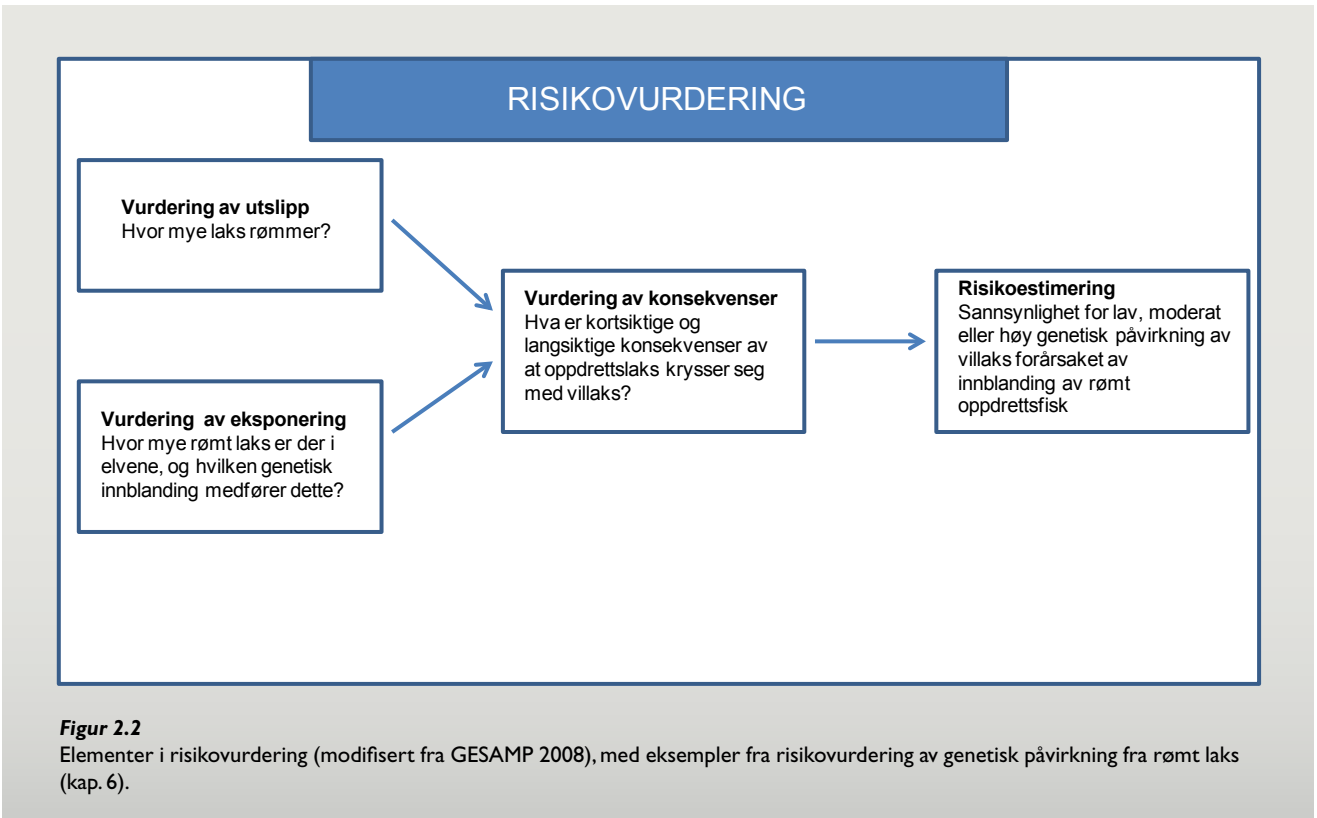 RISIKOVURDERING
Vurdering av utslipp
Hvor mye laks rømmer?
Vurdering av eksponering
Hvor mye rømt laks er der i
elvene, og hvilken genetisk
innblanding medfører dette?
Vurdering av konsekvenser
Hva er kortsiktige og
langsiktige konsekvenser av
at oppdrettslaks krysser seg
med villaks?
Risikoestimering
Sannsynlighet for lav, moderat
eller høy genetisk påvirkning av
villaks forårsaket av
innblanding av rømt
oppdrettsfisk
Figur 2.2
Elementer i risikovurdering (modifisert fra GESAMP 2008), med eksempler fra risikovurdering av genetisk påvirkning fra rømt laks
(kap. 6).